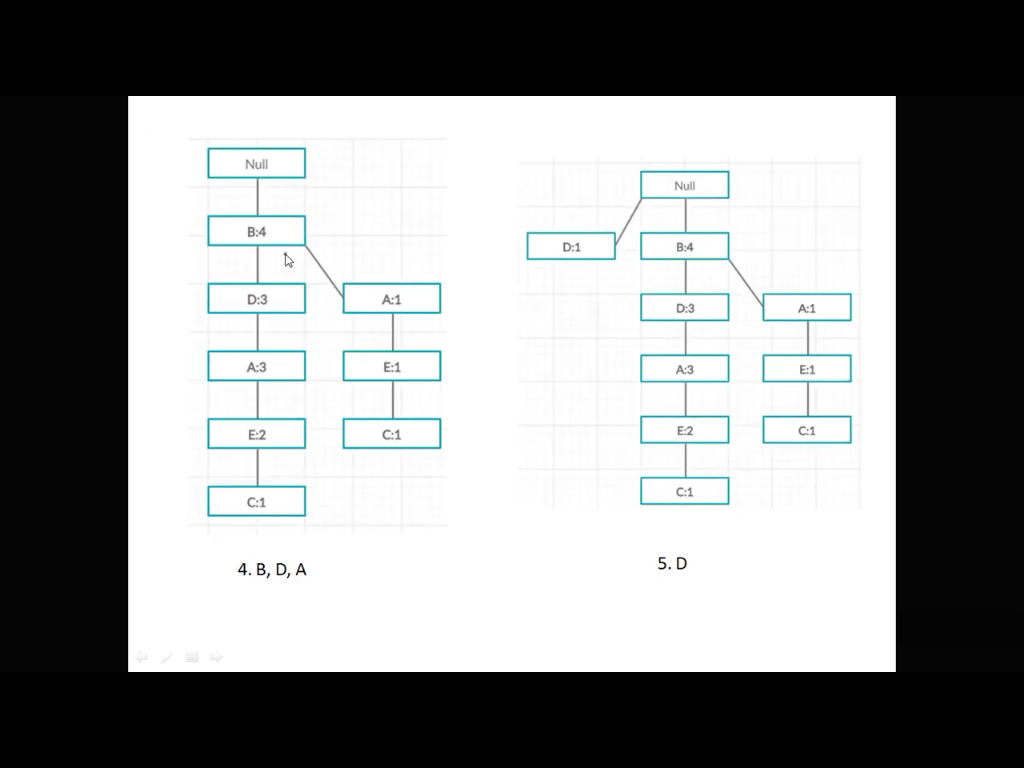 Null
B:4
D:3
A:1
A:3
E:1
E:2
C:1
C:1
4. B, D, A
Null
D:1
B:4
D:3
A:1
A:3
E:1
E:2
C:1
C:1
5. D